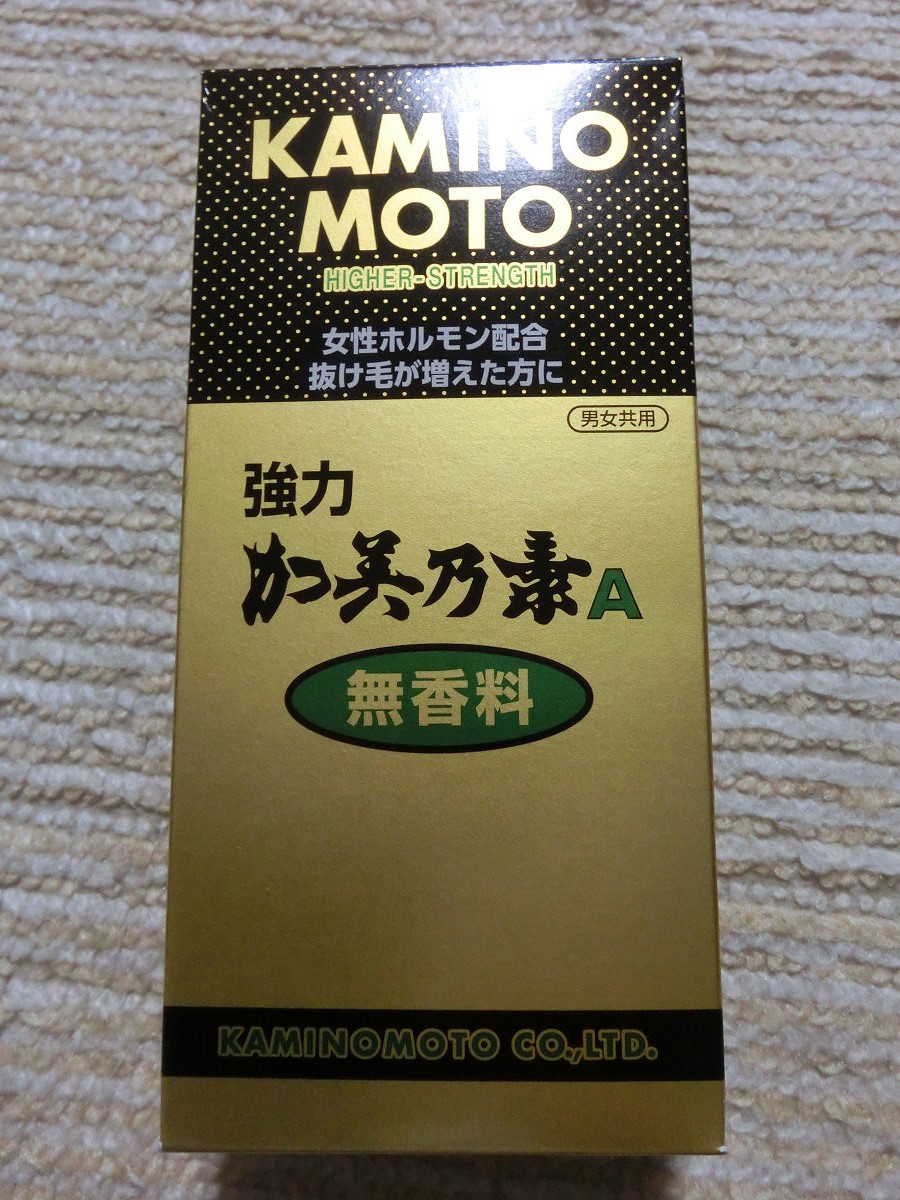 KAMINO
MOTO
HIGHER-STRENGTH
女性ホルモン配合
抜け毛が増えた方に
男女共用
強力
加美乃素A
無香料
KAMINOMOTO CO.,LTD.